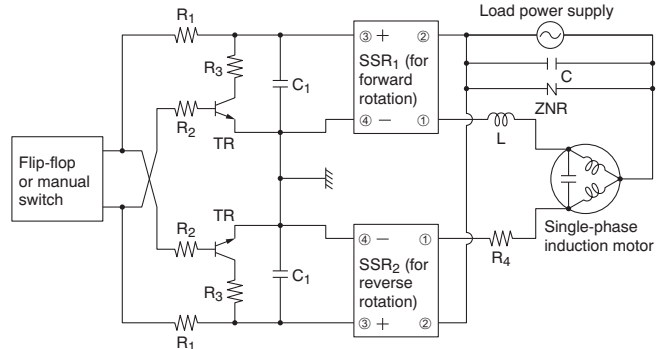 R1
Load power supply
③ +
②
SSR1 (for
forward
rotation)
④ −
①
R3
C1
C
ZNR
R2
TR
L
Flip-flop
or manual
switch
TR
R2
R3
C1
④ −
①
SSR2 (for
reverse
rotation)
③ +
②
R4
Single-phase
induction motor
R1